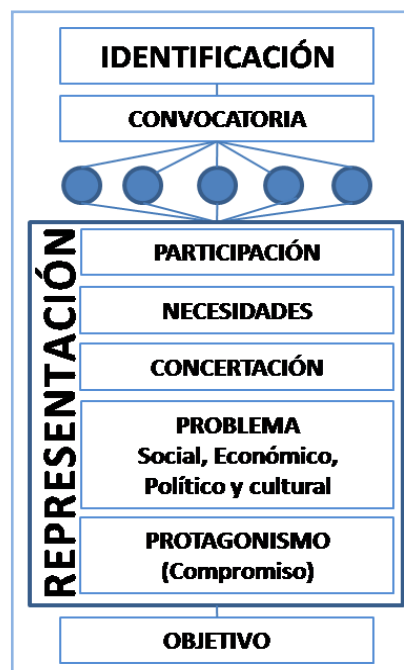 IDENTIFICACIÓN
CONVOCATORIA
REPRESENTACIÓN
PARTICIPACIÓN
NECESIDADES
CONCERTACIÓN
PROBLEMA
Social, Económico,
Político y cultural
PROTAGONISMO
(Compromiso)
OBJETIVO